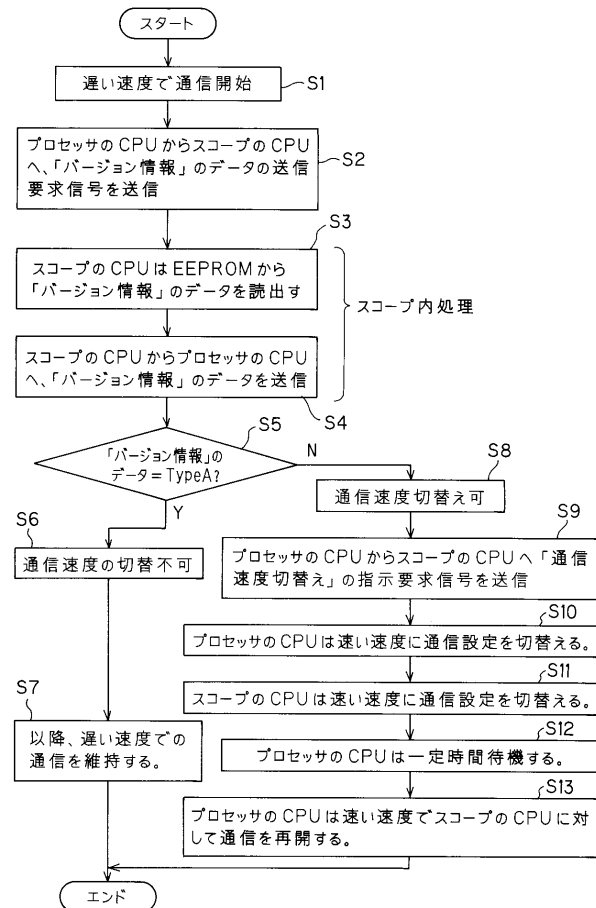 スタート
遅い速度で通信開始
S1
プロセッサのCPUからスコープのCPU
へ、「バージョン情報」のデータの送信
要求信号を送信
S2
S3
スコープのCPUはEEPROMから
「バージョン情報」のデータを読出す
スコープ内処理
スコープのCPUからプロセッサのCPU
へ、「バージョン情報」のデータを送信
S4
S5
「バージョン情報」の
データ=TypeA?
N
Y
S8
通信速度切替え可
S6
通信速度の切替不可
S9
プロセッサのCPUからスコープのCPUへ「通信
速度切替え」の指示要求信号を送信
S10
プロセッサのCPUは速い速度に通信設定を切替える。
S11
スコープのCPUは速い速度に通信設定を切替える。
S7
以降、遅い速度での
通信を維持する。
S12
プロセッサのCPUは一定時間待機する。
S13
プロセッサのCPUは速い速度でスコープのCPUに対
して通信を再開する。
エンド